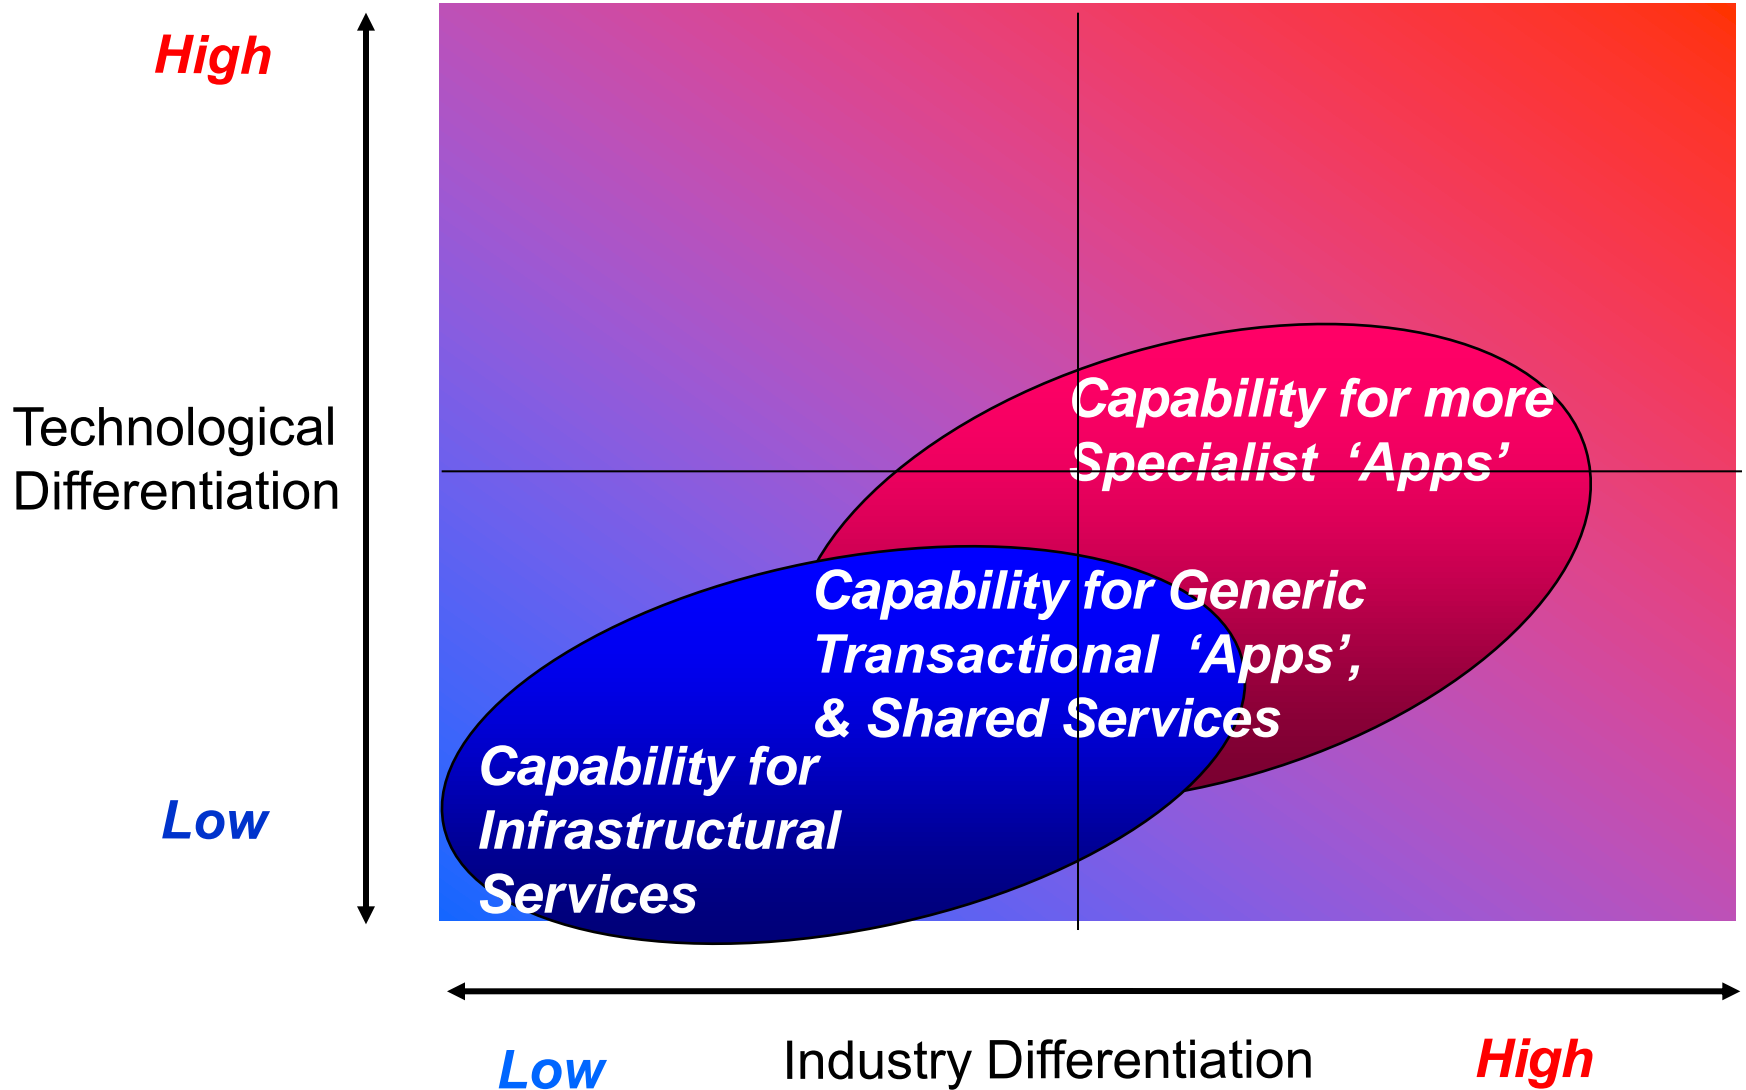 High
Technological
Differentiation
Low
Capability for more
Specialist ‘Apps’
Capability for Generic
Transactional ‘Apps’,
& Shared Services
Capability for
Infrastructural
Services
Low
Industry Differentiation
High